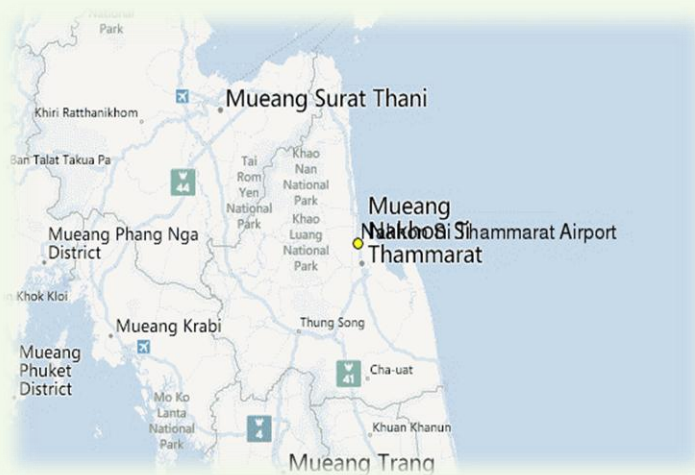 National
Park
Mueang Surat Thani
Khiri Ratthanikhom
Ban Talat Takua Pa
44
Tai
Rom
Yen
National
Park
Khao
Nan
National
Park
Khao
Luang
National
Park
Mueang
Nakhon Si
Thammarat
Nakhon Si Thammarat Airport
Mueang Phang Nga
District
Khok Kloi
Mueang Krabi
Thung Song
Mueang
Phuket
District
41
Cha-uat
Mo Ko
Lanta
National
Park
4
Khuan Khanun
Mueang Trang